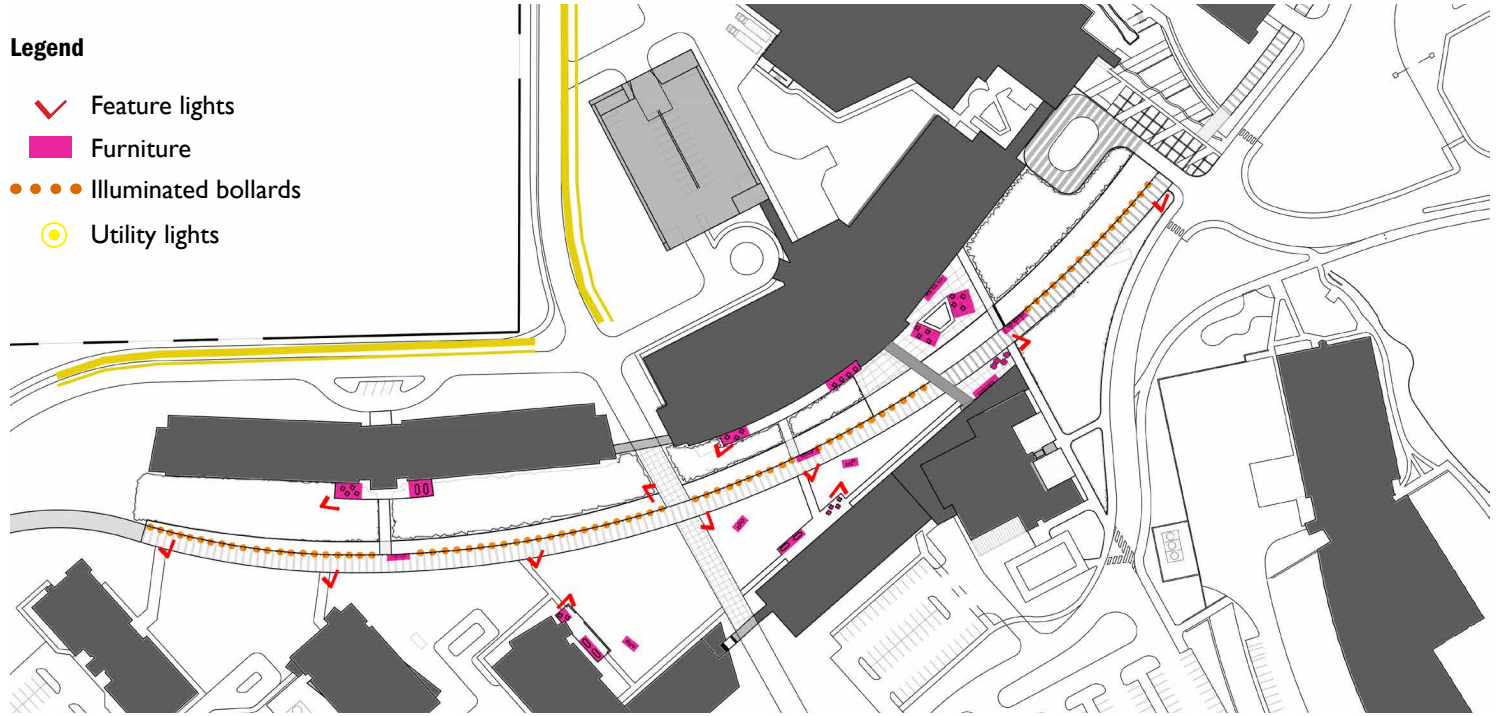 Legend
Feature lights
Furniture
Illuminated bollards
Utility lights